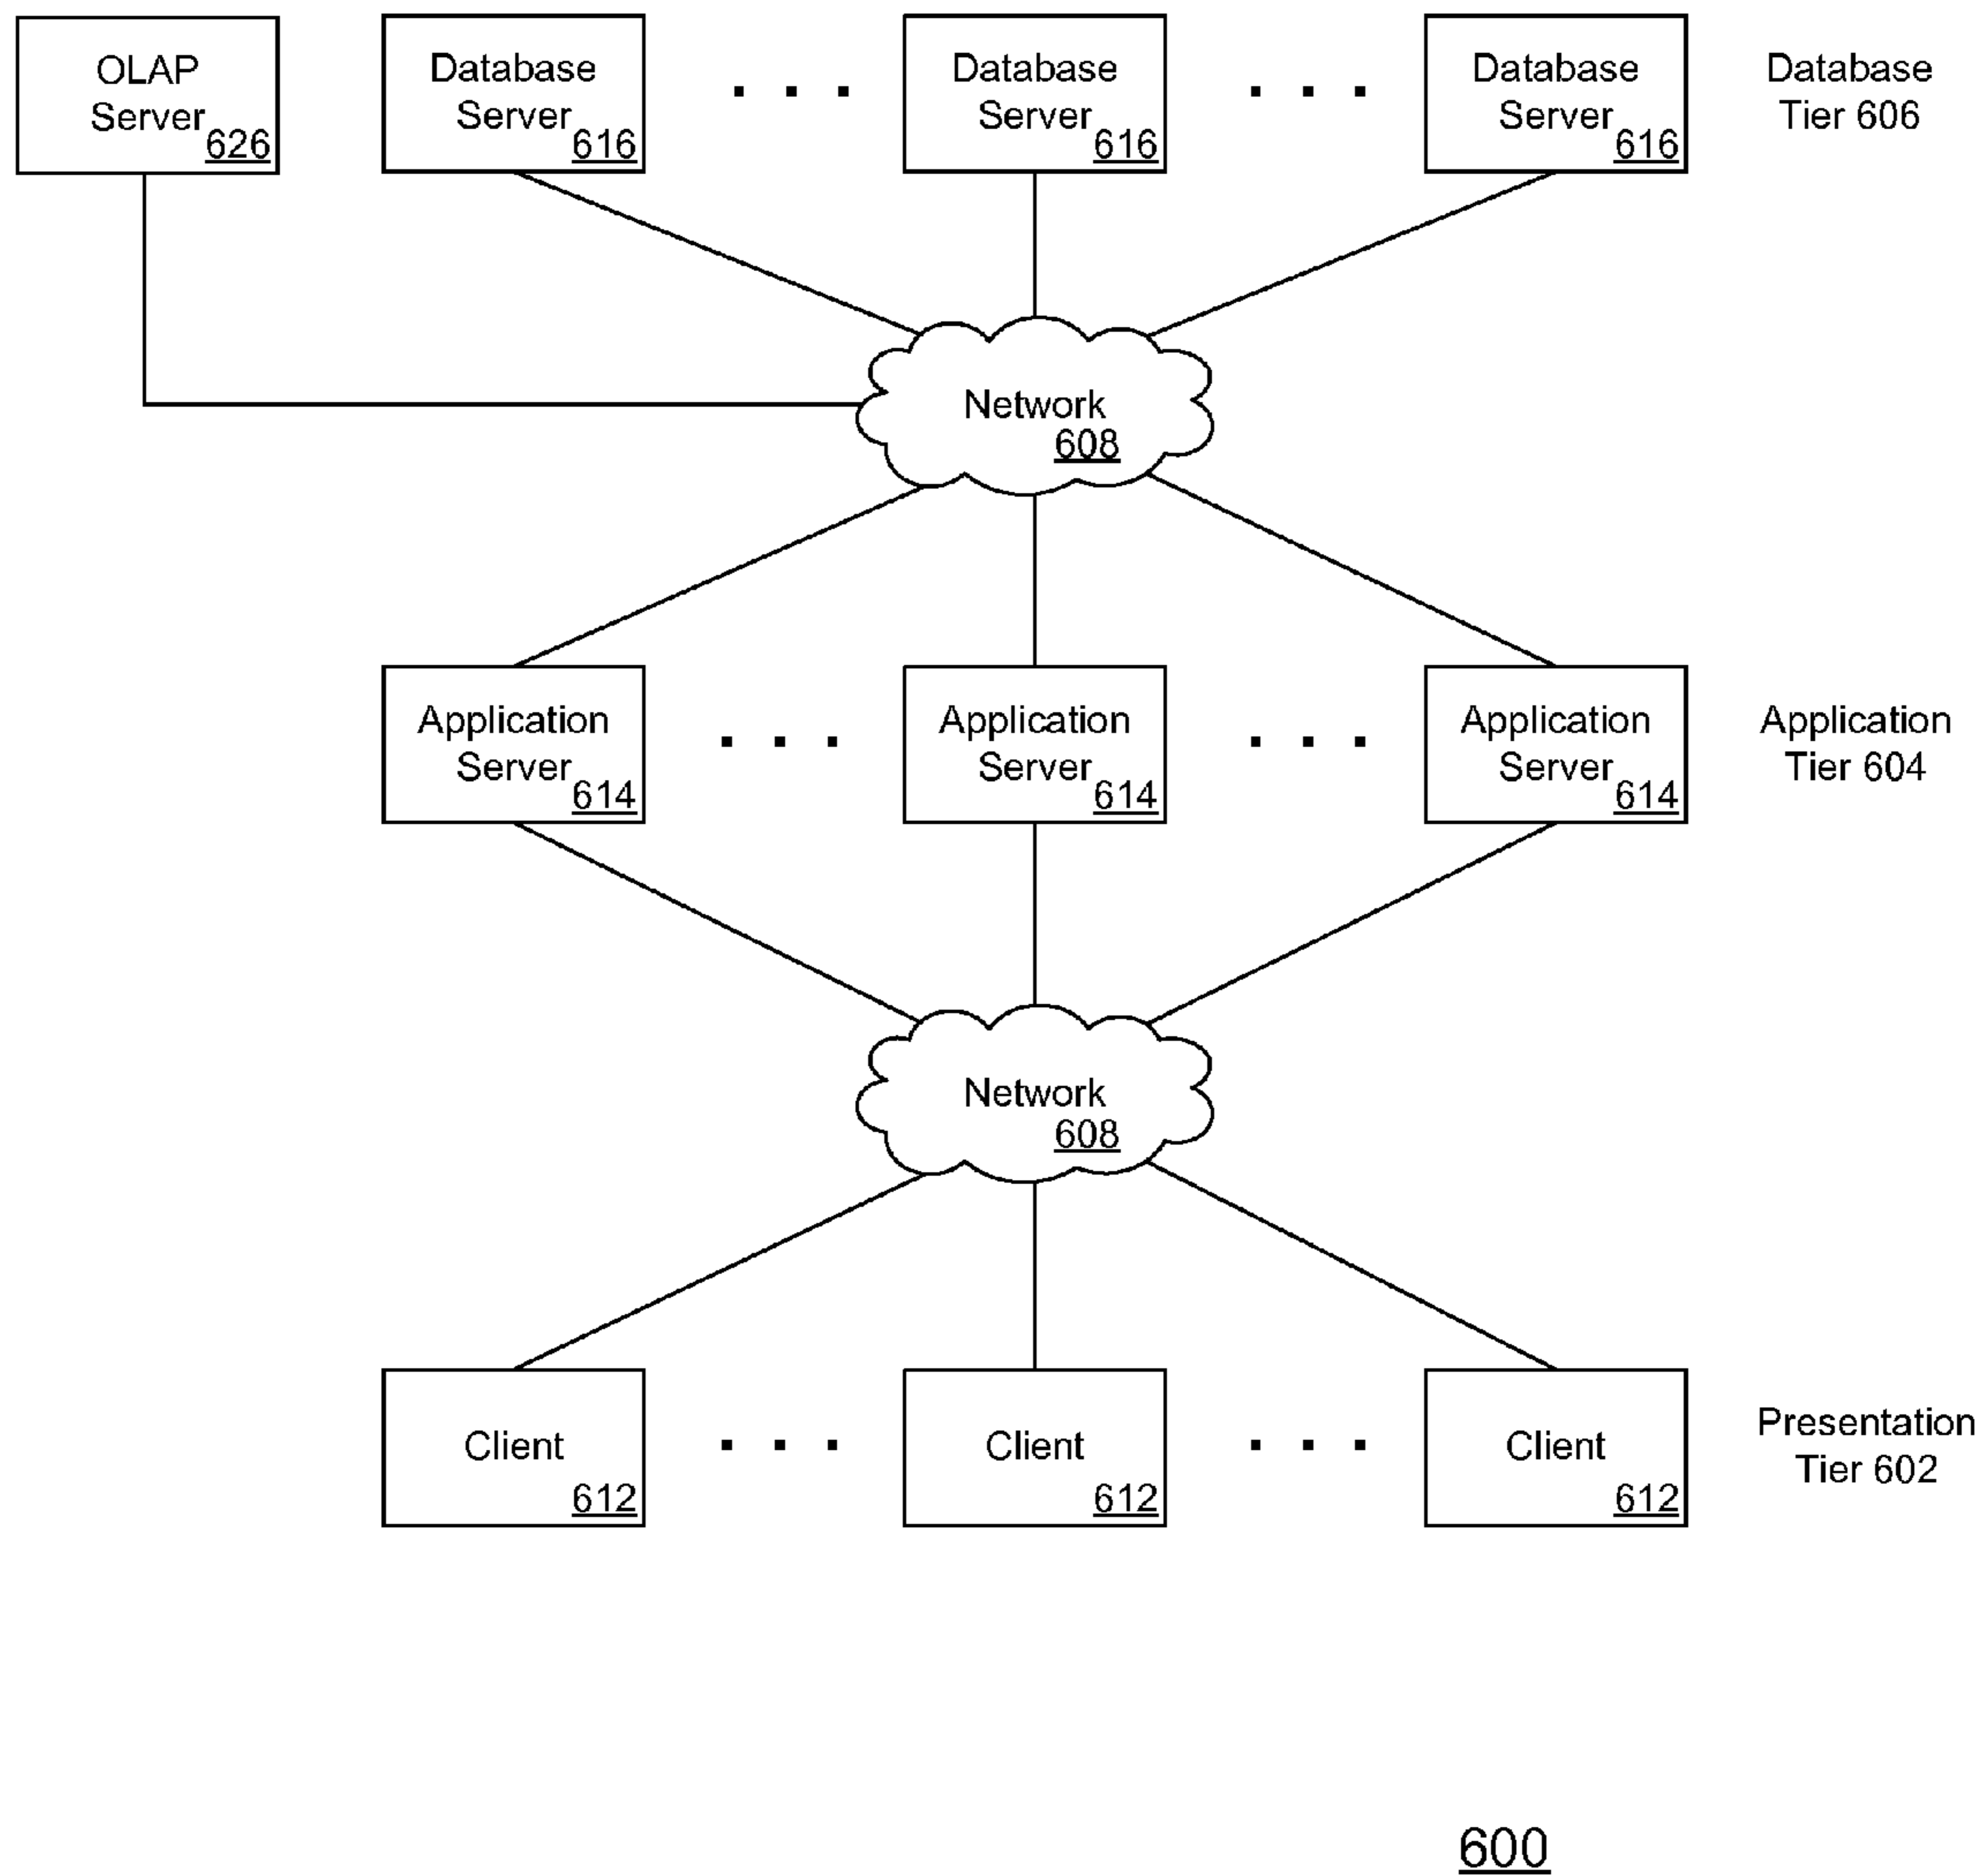 OLAP
Server
626
Database
Server
616
Database
Server
616
Database
Server
616
Database
Tier 606
Network
608
Application
Server
614
Application
Server
614
Application
Server
614
Application
Tier 604
Network
608
Client
612
Client
612
Client
612
Presentation
Tier 602
600